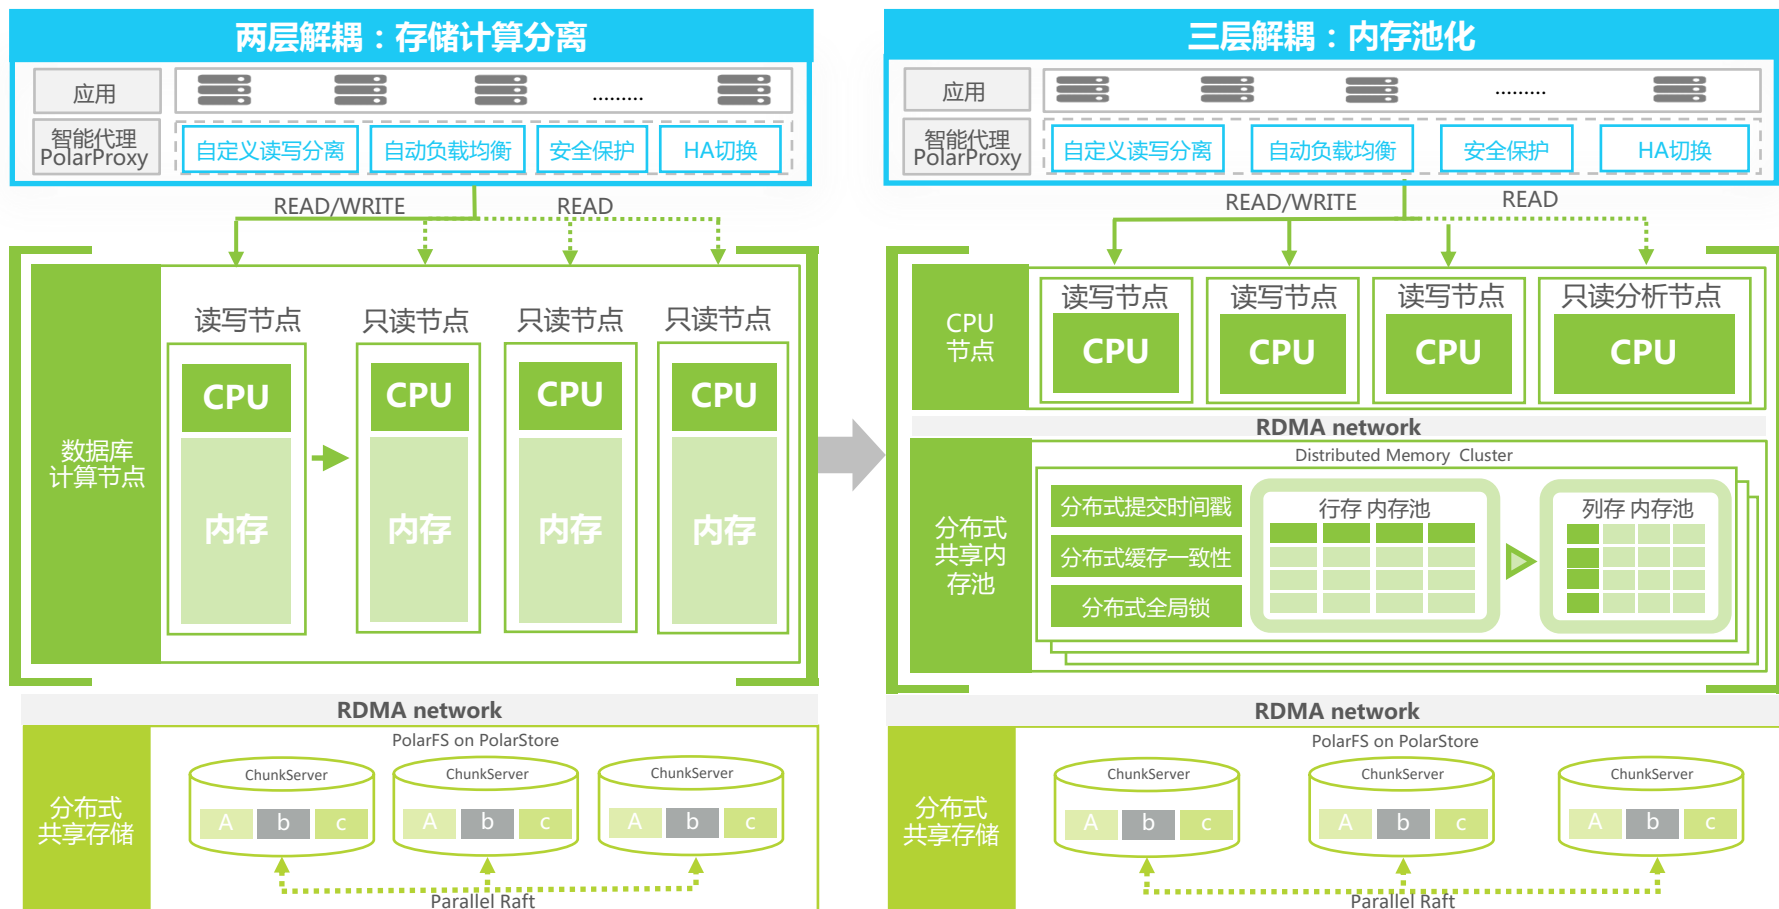 两层解耦：存储计算分离
应用
.........
智能代理
PolarProxy
自定义读写分离
自动负载均衡
安全保护
HA切换
READ/WRITE
READ
数据库
计算节点
读写节点
只读节点
只读节点
只读节点
CPU
CPU
CPU
CPU
内存
内存
内存
内存
RDMA network
分布式
共享存储
PolarFS on PolarStore
ChunkServer
ChunkServer
ChunkServer
A b c
A b c
A b c
Parallel Raft
三层解耦：内存池化
应用
.........
智能代理
PolarProxy
自定义读写分离
自动负载均衡
安全保护
HA切换
READ/WRITE
READ
CPU
节点
读写节点
读写节点
读写节点
只读分析节点
CPU
CPU
CPU
CPU
RDMA network
分布式
共享内
存池
Distributed Memory Cluster
分布式提交时间戳
分布式缓存一致性
分布式全局锁
行存 内存池
列存 内存池
RDMA network
分布式
共享存储
PolarFS on PolarStore
ChunkServer
ChunkServer
ChunkServer
A b c
A b c
A b c
Parallel Raft